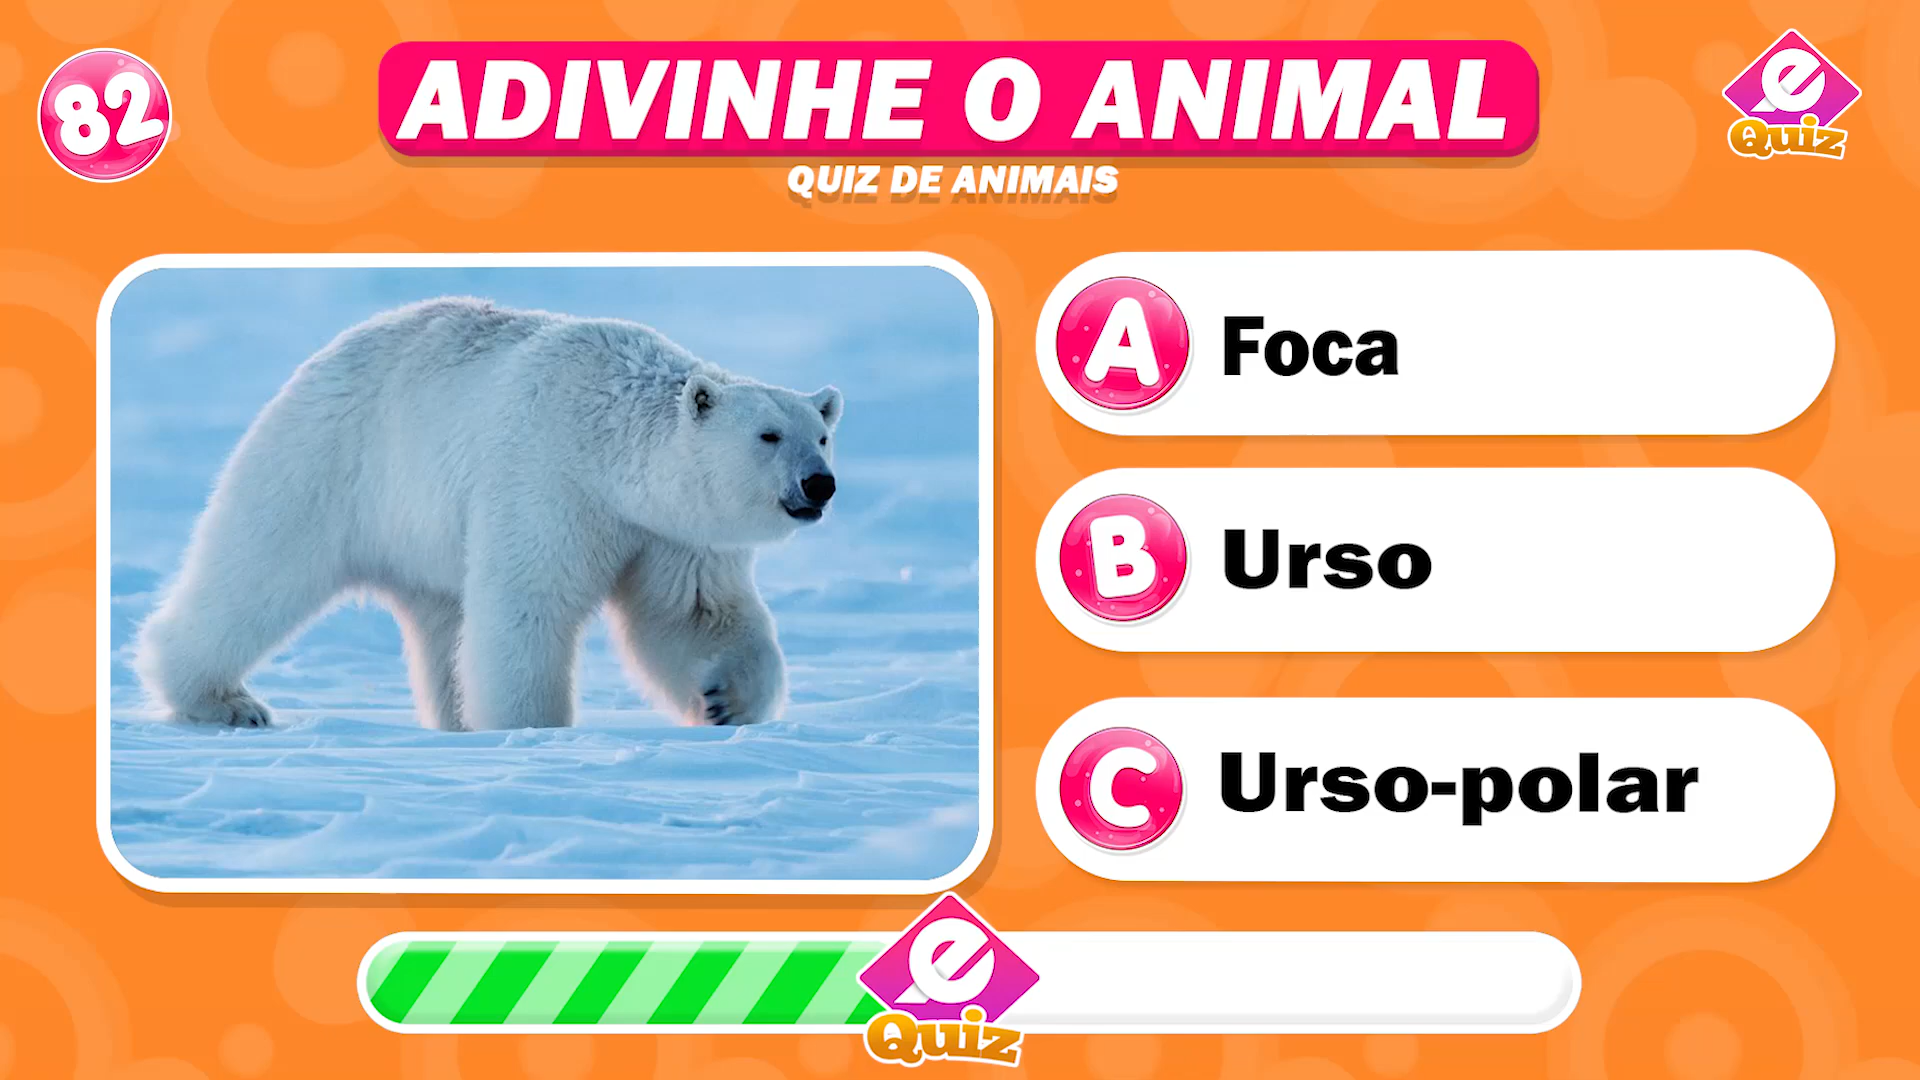 82
ADIVINHE O ANIMAL
e
Quiz
QUIZ DE ANIMAIS
A Foca
B Urso
C Urso-polar
e
Quiz